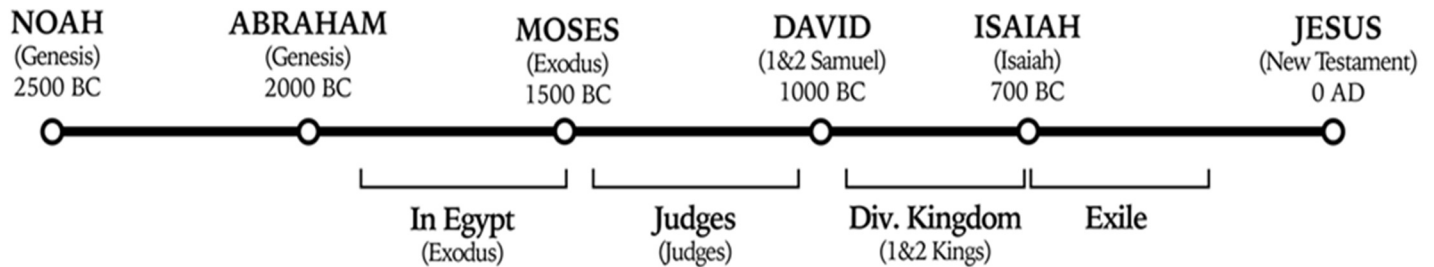 NOAH
(Genesis)
2500 BC
ABRAHAM
(Genesis)
2000 BC
MOSES
(Exodus)
1500 BC
DAVID
(1&2 Samuel)
1000 BC
ISAIAH
(Isaiah)
700 BC
JESUS
(New Testament)
0 AD
In Egypt
(Exodus)
Judges
(Judges)
Div. Kingdom
(1&2 Kings)
Exile